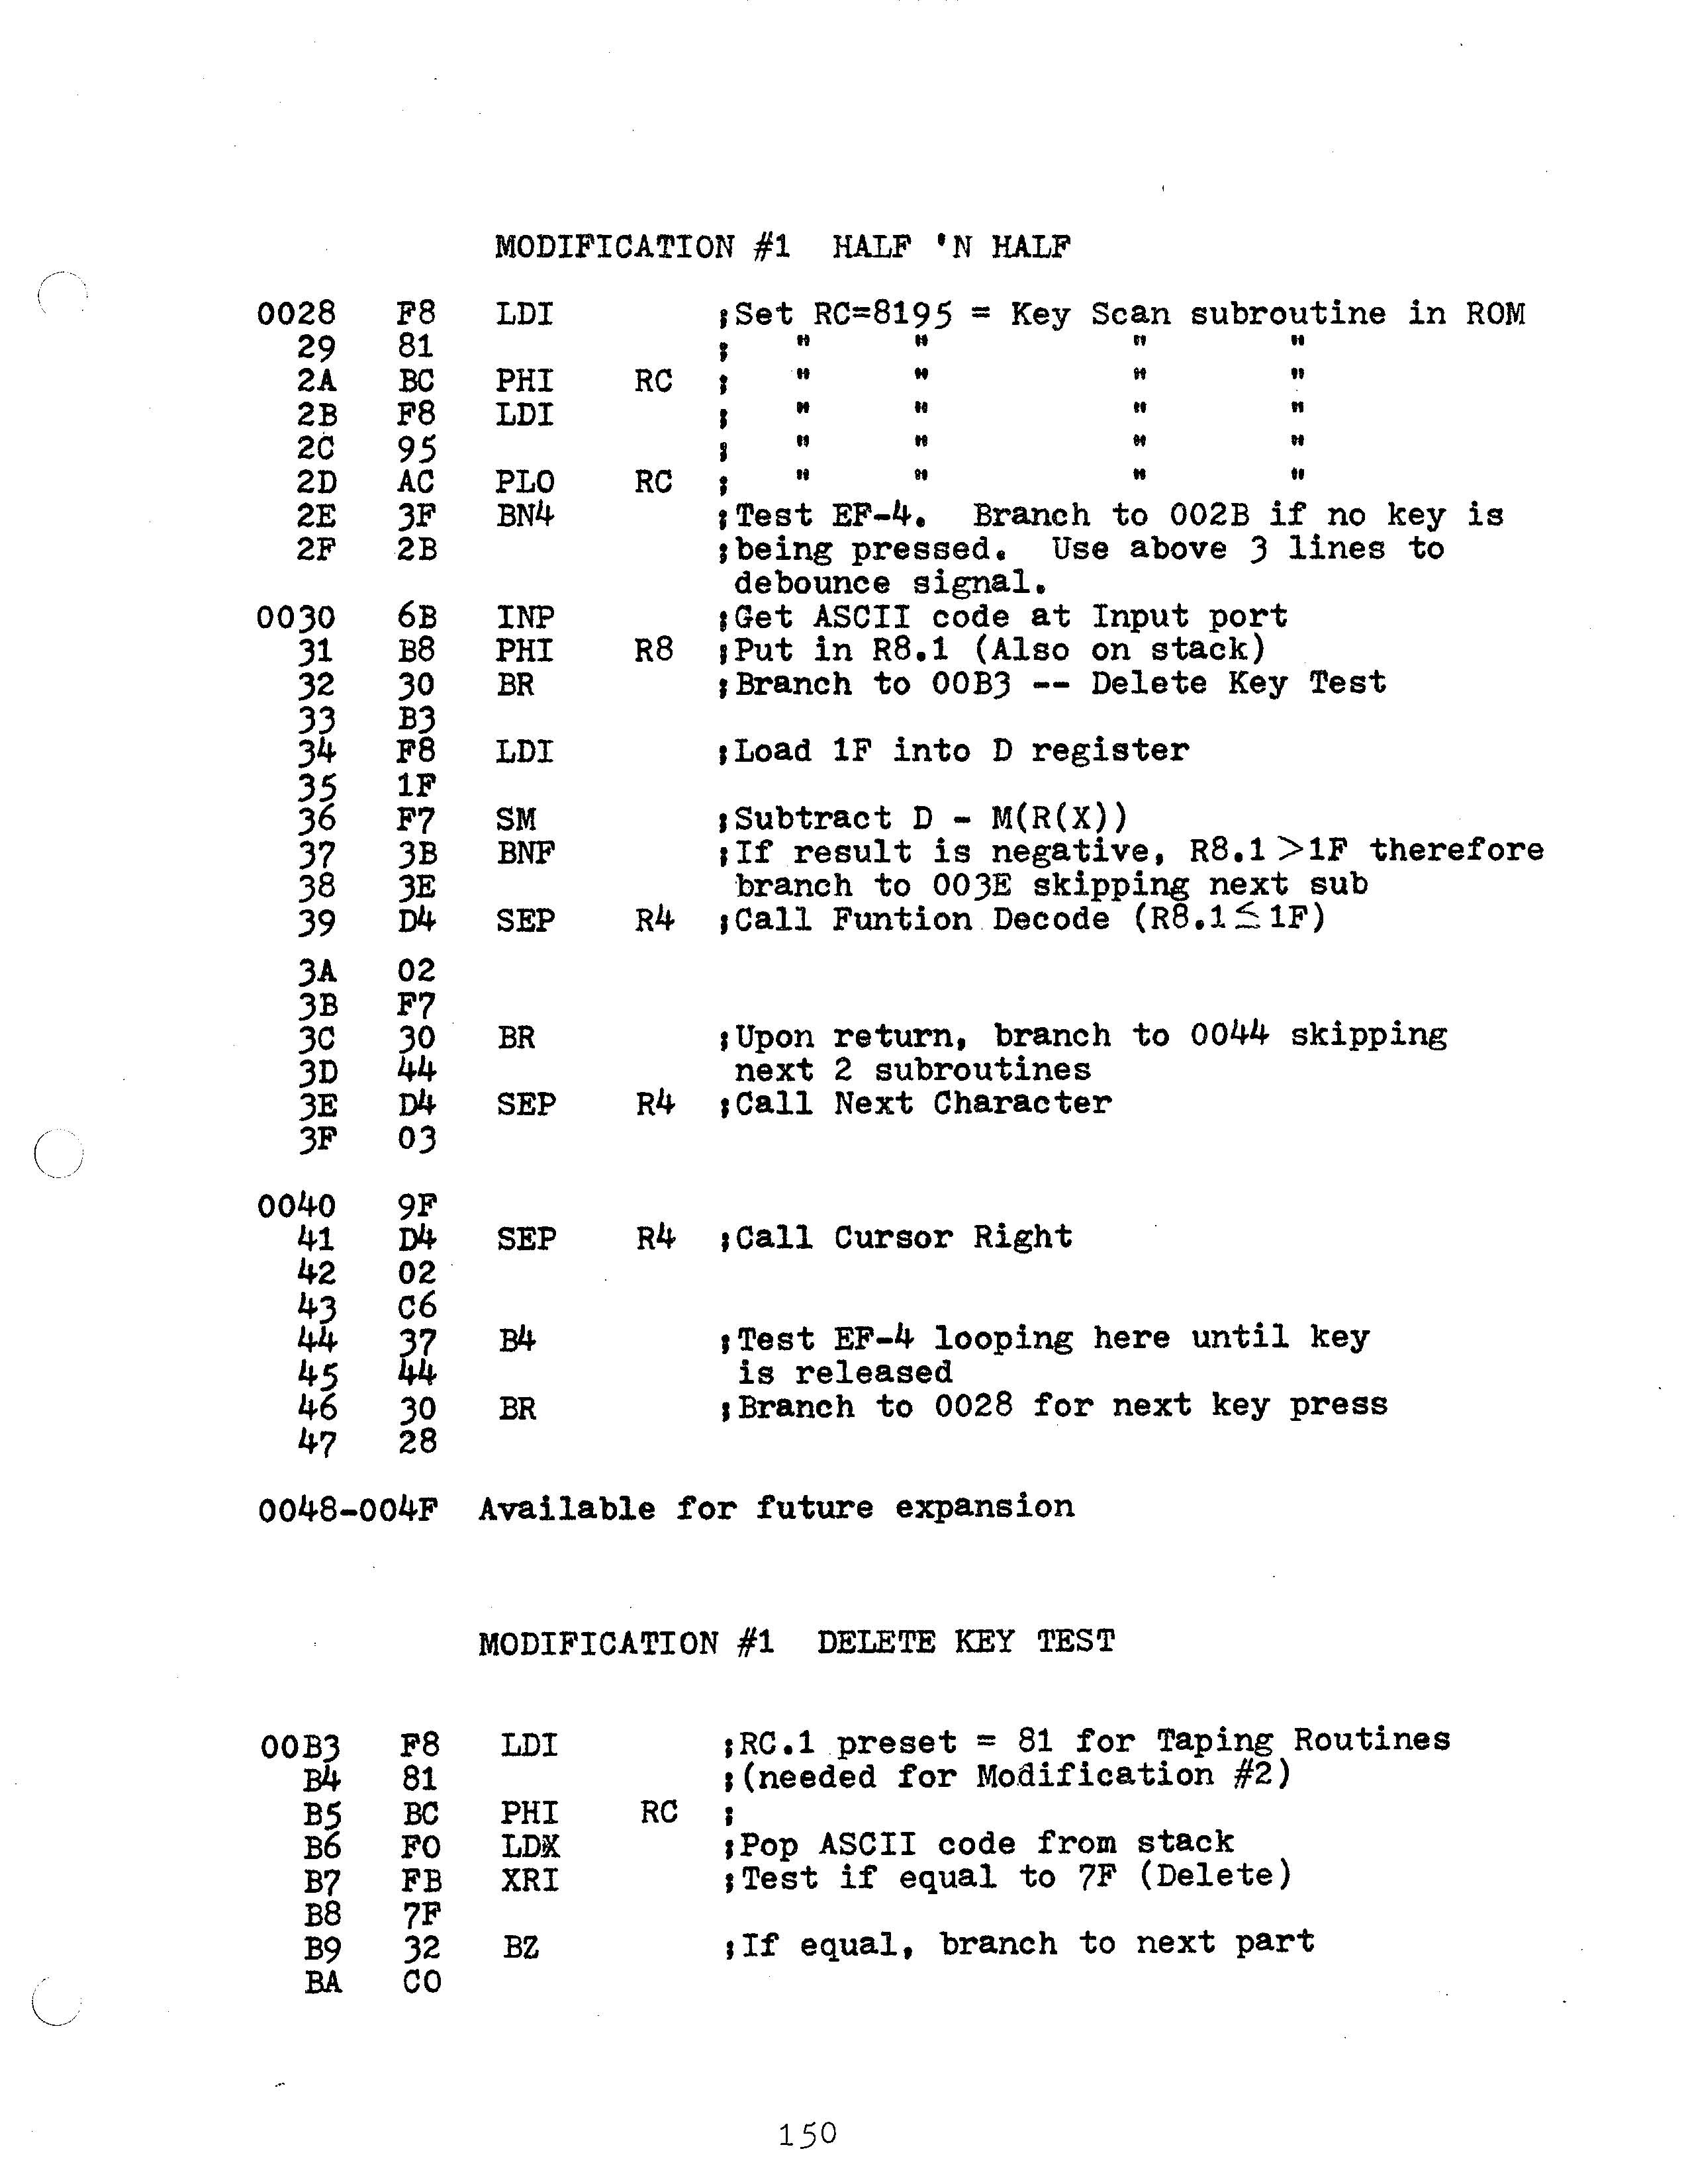 MODIFICATION #1 HALF 'N HALF
0028 F8 LDI ;Set RC=8195 = Key Scan subroutine in ROM
29 81 ; " " " "
2A BC PHI RC ; " " " "
2B F8 LDI ; " " " "
2C 95 ; " " " "
2D AC PLO RC ; " " " "
2E 3F BN4 ;Test EF-4. Branch to 002B if no key is
2F 2B ;being pressed. Use above 3 lines to
debounce signal.
0030 6B INP ;Get ASCII code at Input port
31 B8 PHI R8 ;Put in R8.1 (Also on stack)
32 30 BR ;Branch to 00B3 -- Delete Key Test
33 B3
34 F8 LDI ;Load 1F into D register
35 1F
36 F7 SM ;Subtract D - M(R(X))
37 3B BNF ;If result is negative, R8.1 >1F therefore
38 3E branch to 003E skipping next sub
39 D4 SEP R4 ;Call Funtion Decode (R8.1≤1F)
3A 02
3B F7
3C 30 BR ;Upon return, branch to 0044 skipping
3D 44 next 2 subroutines
3E D4 SEP R4 ;Call Next Character
3F 03
0040 9F
41 D4 SEP R4 ;Call Cursor Right
42 02
43 C6
44 37 B4 ;Test EF-4 looping here until key
45 44 is released
46 30 BR ;Branch to 0028 for next key press
47 28
0048-004F Available for future expansion
MODIFICATION #1 DELETE KEY TEST
00B3 F8 LDI ;RC.1 preset = 81 for Taping Routines
B4 81 ;(needed for Modification #2)
B5 BC PHI RC ;
B6 F0 LDX ;Pop ASCII code from stack
B7 FB XRI ;Test if equal to 7F (Delete)
B8 7F
B9 32 BZ ;If equal, branch to next part
BA C0
150